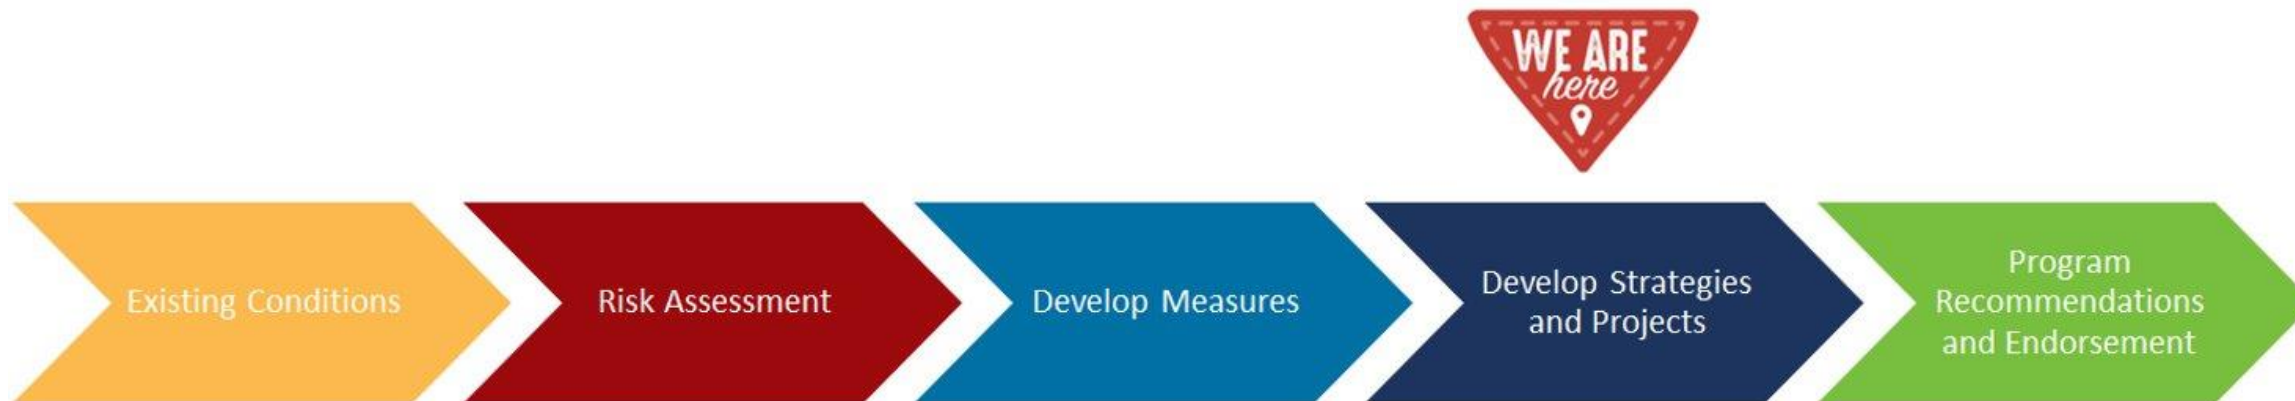 WE ARE
here
Existing Conditions
Risk Assessment
Develop Measures
Develop Strategies
and Projects
Program
Recommendations
and Endorsement